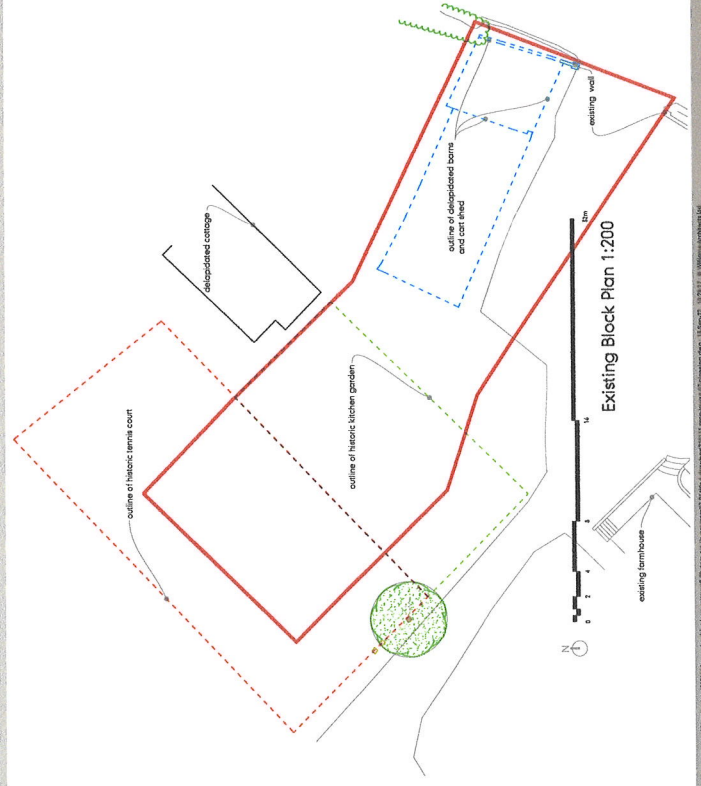 existing wall
outline of delapidated barns
and cart shed
delapidated cottage
outline of historic kitchen garden
outline of historic tennis court
existing farmhouse
N
0
2
4
8
16
32m
Existing Block Plan 1:200